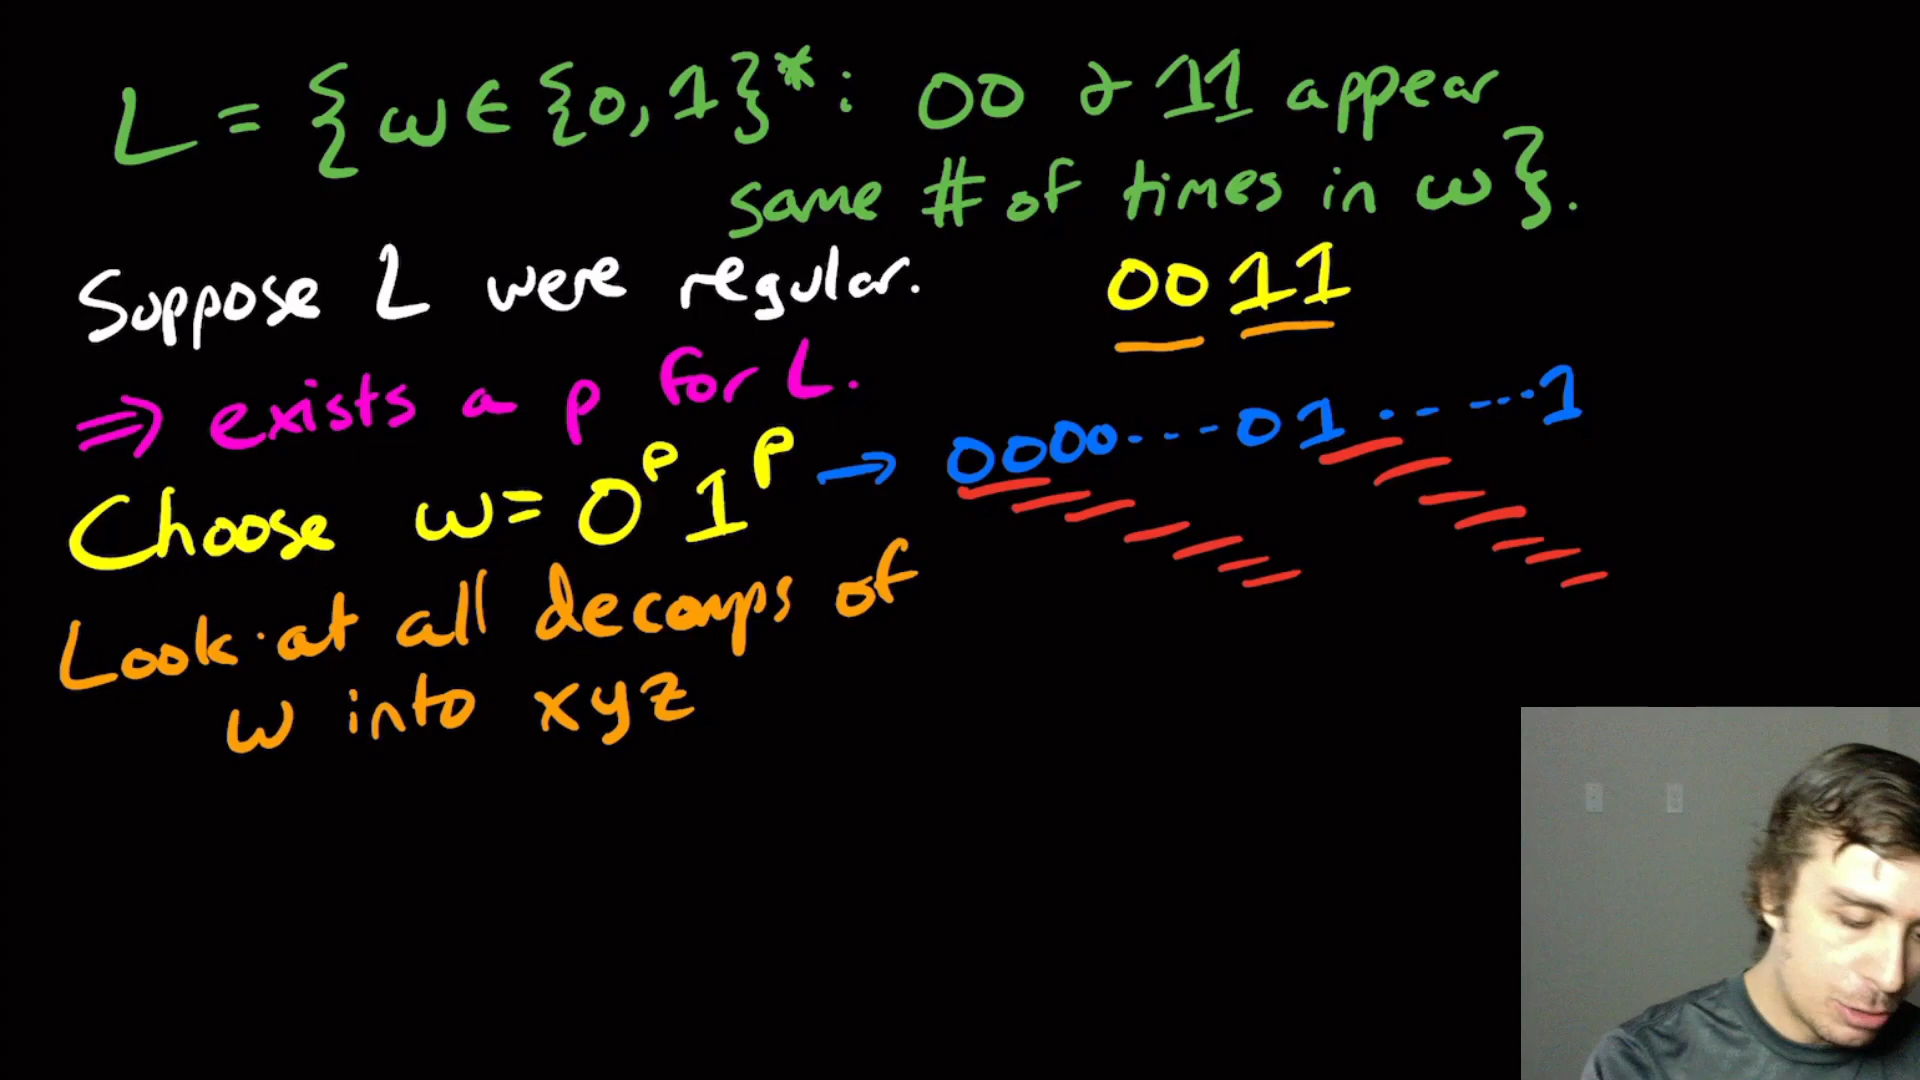 L = {w ∈ {0,1}*: 00 & 11 appear
same # of times in w}.
Suppose L were regular.
0011
⇒ exists a p for L.
Choose w = 0^p 1^p → 0000···01·······1
Look at all decomps of
w into xyz